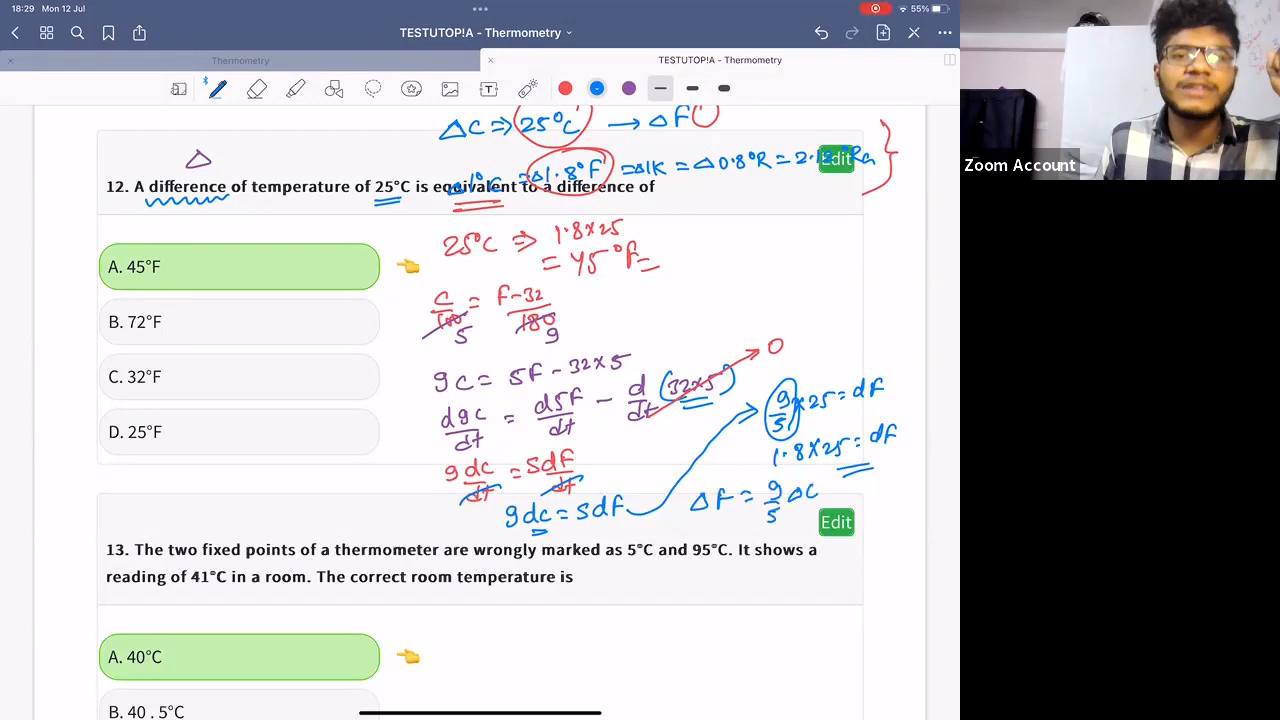 18:29 Mon 12 Jul
55%
TESTUTOP!A - Thermometry
Thermometry
TESTUTOP!A - Thermometry
Zoom Account
ΔC ⇒ 25°C → ΔF
Δ
Δ1°C = Δ1.8°F = Δ1K = Δ0.8°R =
Edit
12. A difference of temperature of 25°C is equivalent to a difference of
25°C ⇒ 1.8×25
= 45°F
A. 45°F
B. 72°F
C. 32°F
D. 25°F
C/100 = F-32/180
5 9
9C = 5F - 32×5
d9C/dt = d5F/dt - d/dt (32×5) → 0
9dC/dt = 5dF/dt
9dC = 5dF
9/5 × 25 = dF
1.8×25 = dF
ΔF = 9/5 ΔC
Edit
13. The two fixed points of a thermometer are wrongly marked as 5°C and 95°C. It shows a
reading of 41°C in a room. The correct room temperature is
A. 40°C
B. 40 . 5°C